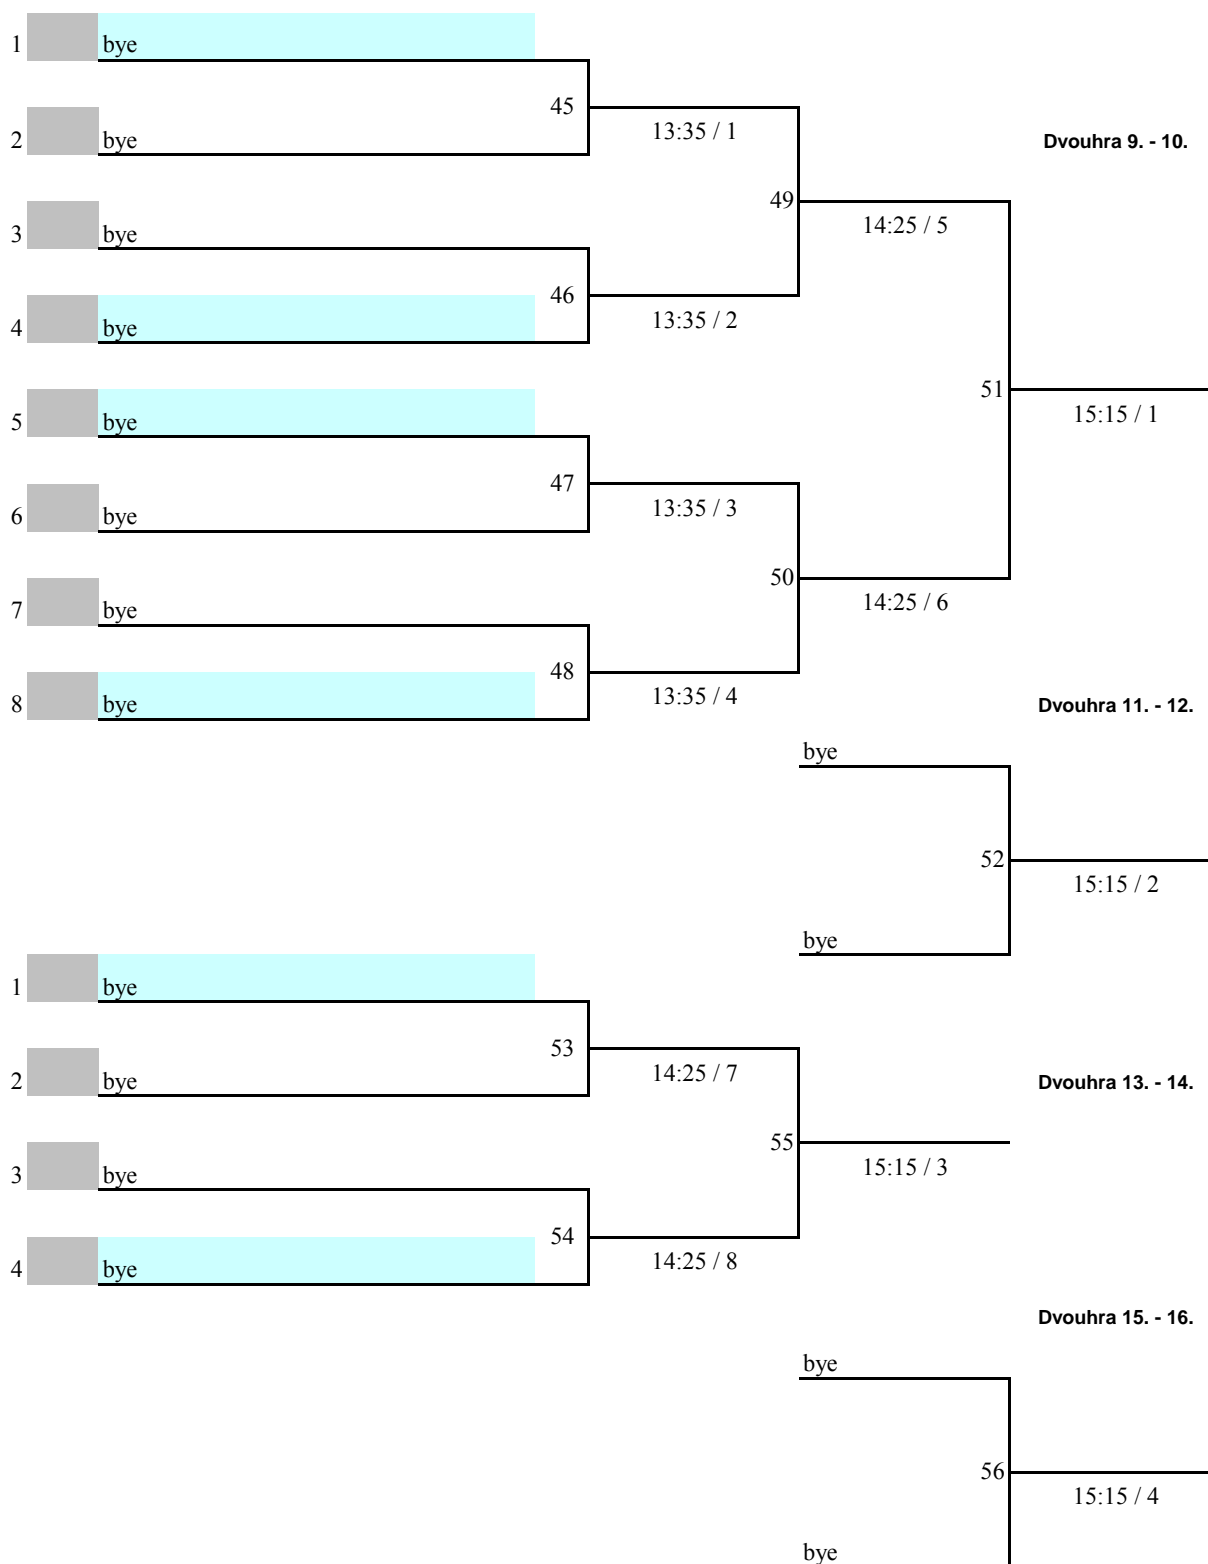 1 bye
45
13:35 / 1
2 bye
Dvouhra 9. - 10.
49
14:25 / 5
3 bye
46
13:35 / 2
4 bye
51
15:15 / 1
5 bye
47
13:35 / 3
6 bye
50
14:25 / 6
7 bye
48
13:35 / 4
8 bye
Dvouhra 11. - 12.
bye
52
15:15 / 2
bye
1 bye
53
14:25 / 7
2 bye
Dvouhra 13. - 14.
55
15:15 / 3
3 bye
54
14:25 / 8
4 bye
Dvouhra 15. - 16.
bye
56
15:15 / 4
bye